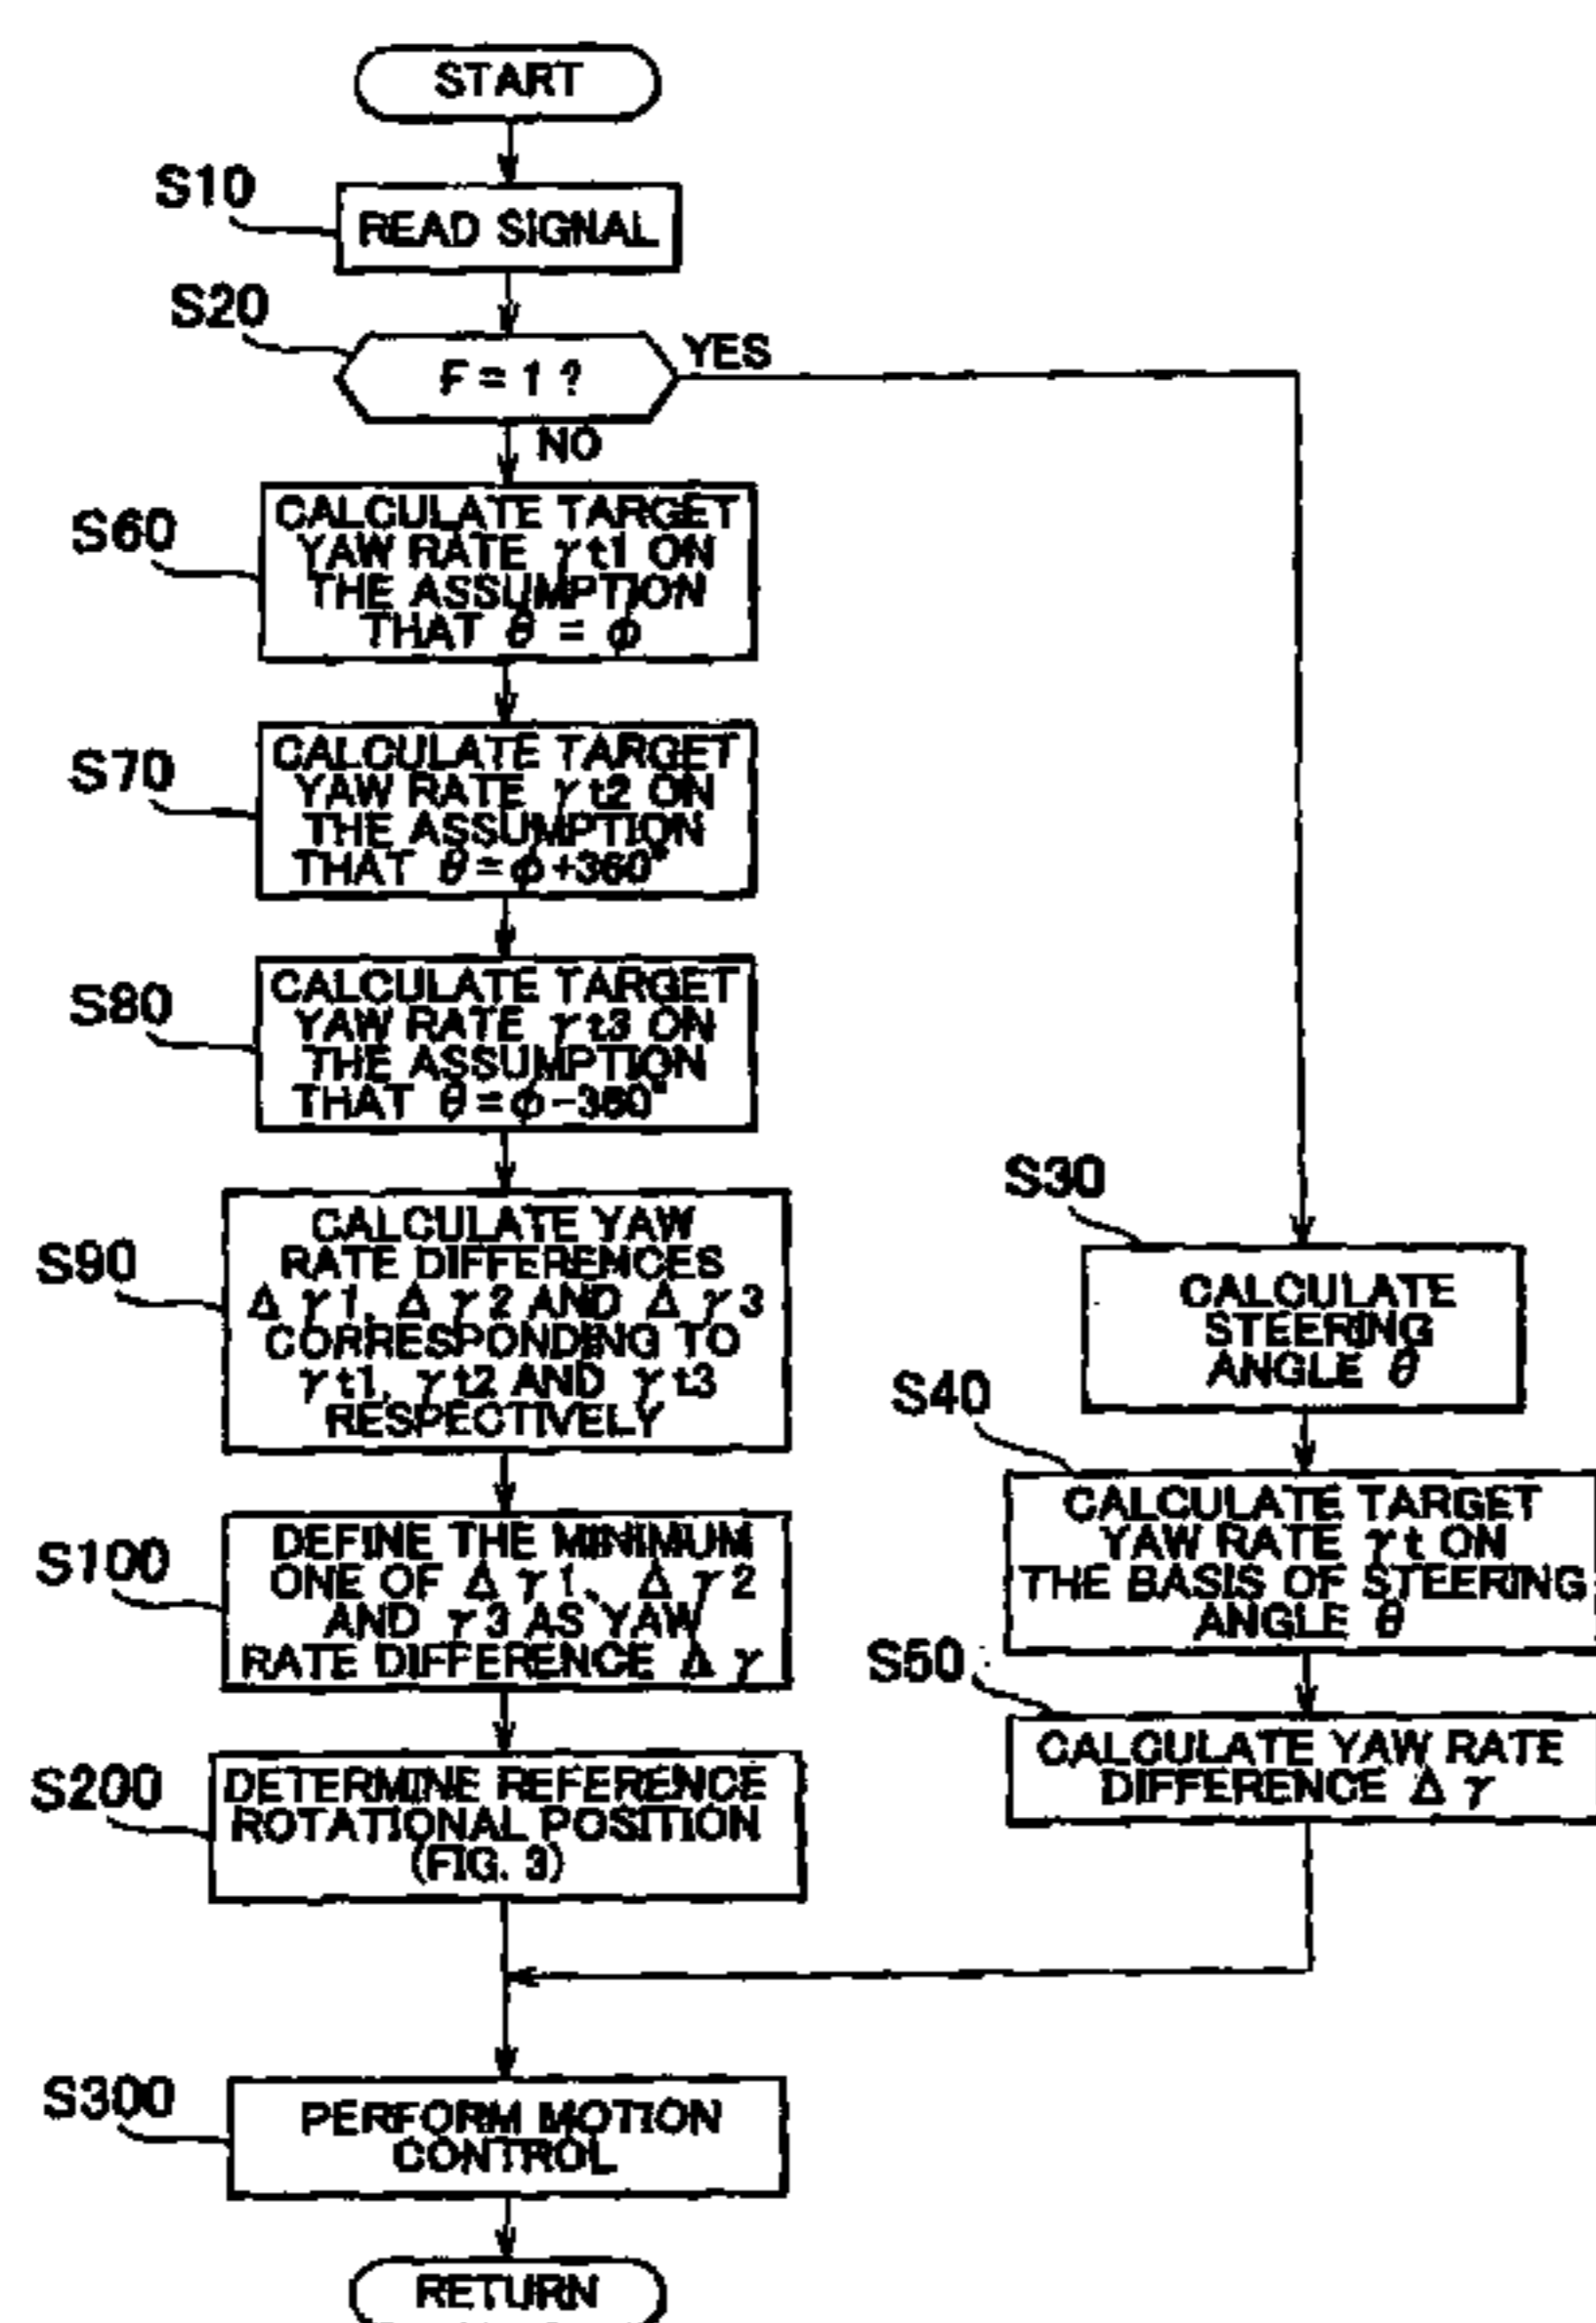 START
S10
READ SIGNAL
S20
F = 1 ?
YES
NO
S60
CALCULATE TARGET
YAW RATE γt1 ON
THE ASSUMPTION
THAT θ = φ
S70
CALCULATE TARGET
YAW RATE γt2 ON
THE ASSUMPTION
THAT θ = φ +360°
S80
CALCULATE TARGET
YAW RATE γt3 ON
THE ASSUMPTION
THAT θ = φ -360°
S90
CALCULATE YAW
RATE DIFFERENCES
Δγ1, Δγ2 AND Δγ3
CORRESPONDING TO
γt1, γt2 AND γt3
RESPECTIVELY
S100
DEFINE THE MINIMUM
ONE OF Δγ1, Δγ2
AND γ3 AS YAW
RATE DIFFERENCE Δγ
S200
DETERMINE REFERENCE
ROTATIONAL POSITION
(FIG. 3)
S30
CALCULATE
STEERING
ANGLE θ
S40
CALCULATE TARGET
YAW RATE γt ON
THE BASIS OF STEERING
ANGLE θ
S50
CALCULATE YAW RATE
DIFFERENCE Δγ
S300
PERFORM MOTION
CONTROL
RETURN